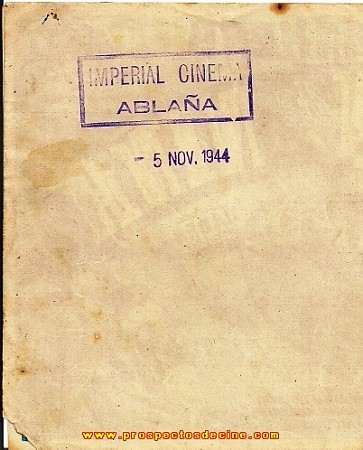 IMPERIAL CINEMA
ABLAÑA
- 5 NOV. 1944
www.prospectosdecine.com